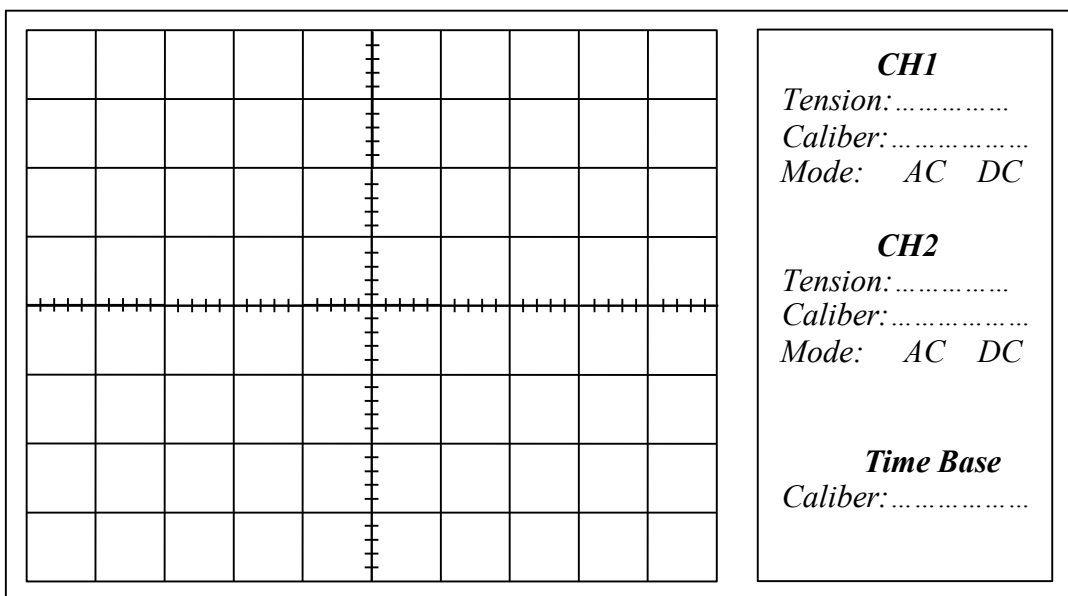 CH1
Tension:……………
Caliber:………………
Mode: AC DC
CH2
Tension:……………
Caliber:………………
Mode: AC DC
Time Base
Caliber:………………